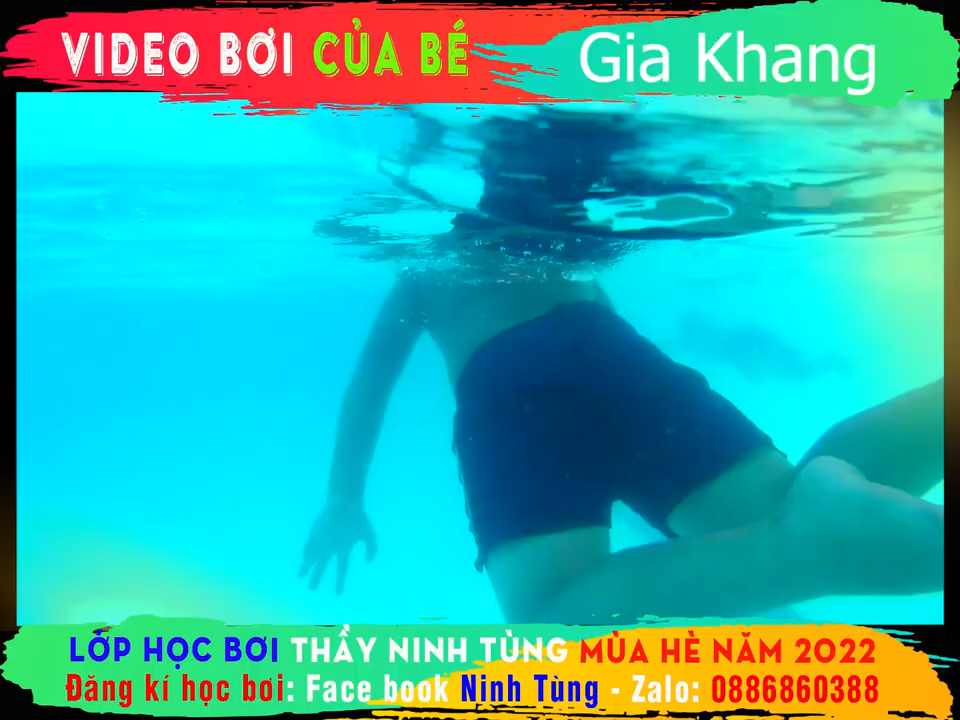 VIDEO BƠI CỦA BÉ
Gia Khang
LỚP HỌC BƠI THẦY NINH TÙNG MÙA HÈ NĂM 2022
Đăng kí học bơi: Face book Ninh Tùng - Zalo: 0886860388